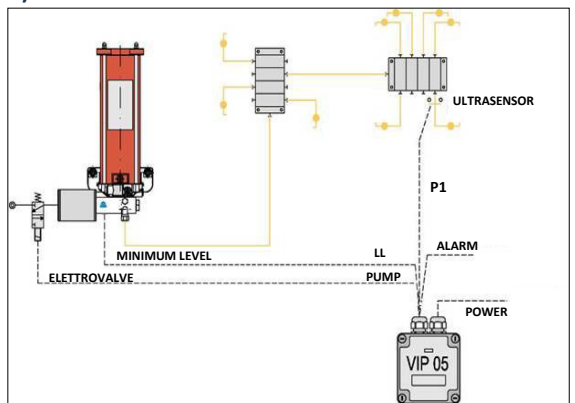 ULTRASENSOR
P1
MINIMUM LEVEL
LL
ALARM
ELETTROVALVE
PUMP
POWER
VIP 05